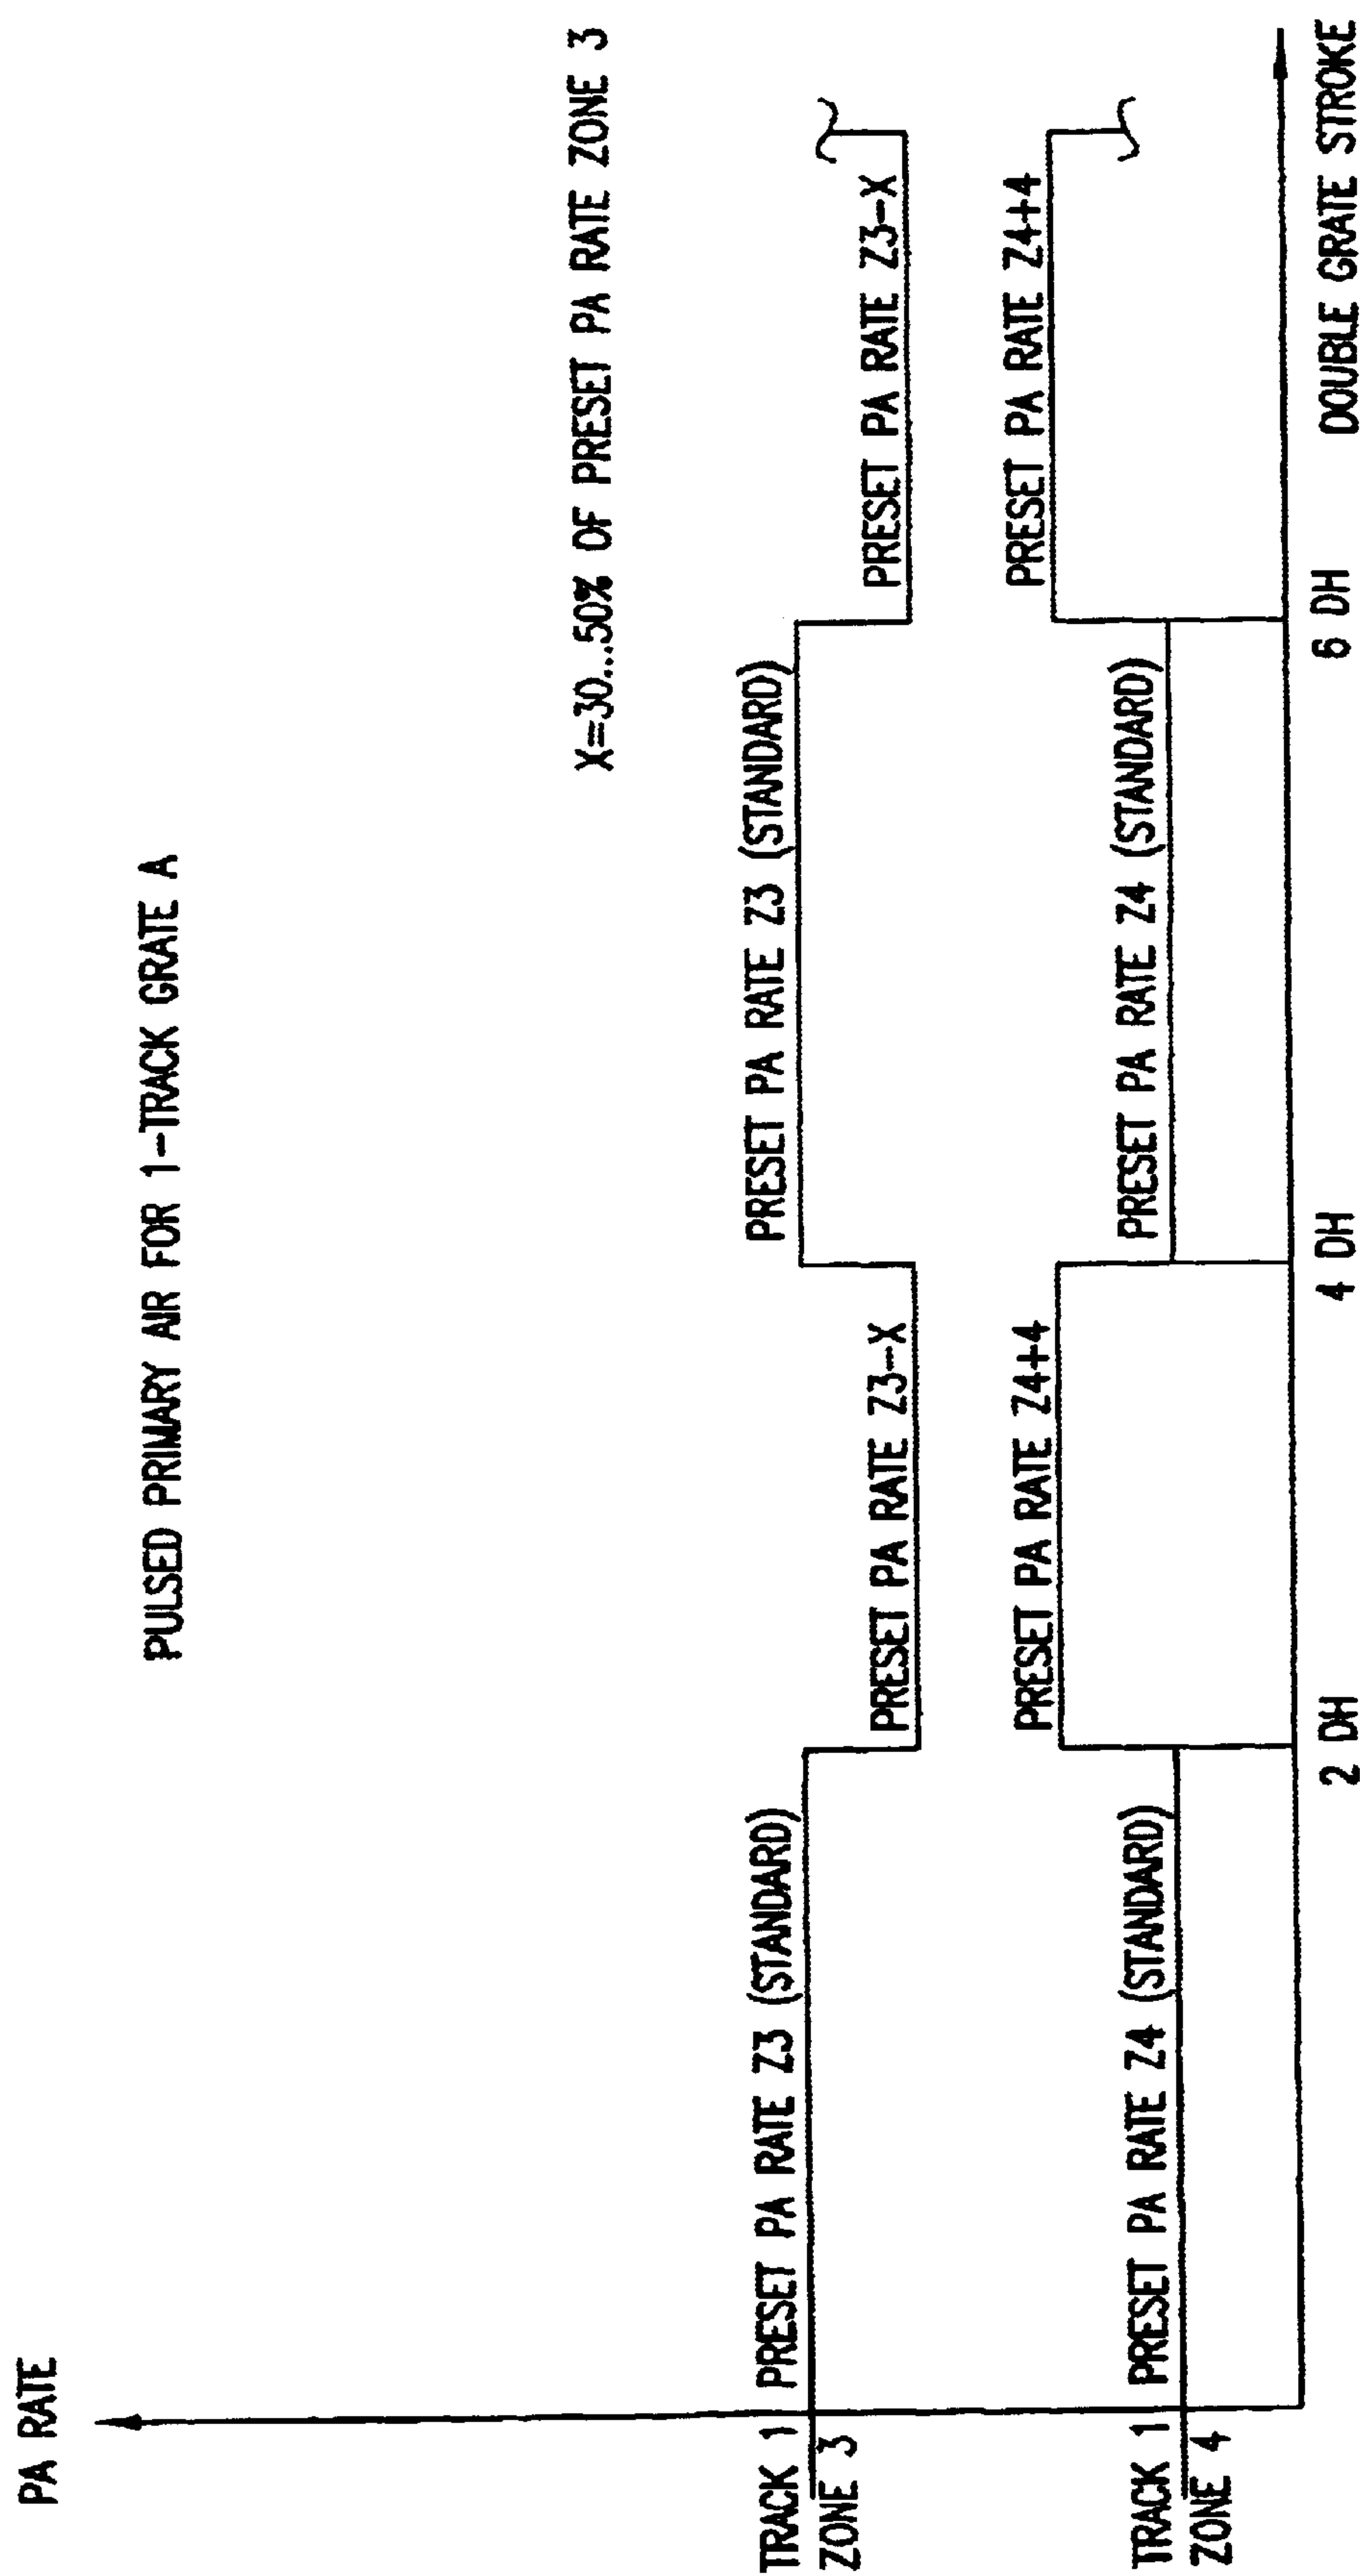 PULSED PRIMARY AIR FOR 1-TRACK GRATE A
PA RATE
X=30...50% OF PRESET PA RATE ZONE 3
TRACK 1
ZONE 3
PRESET PA RATE Z3 (STANDARD)
PRESET PA RATE Z3-X
PRESET PA RATE Z3 (STANDARD)
PRESET PA RATE Z3-X
TRACK 1
ZONE 4
PRESET PA RATE Z4 (STANDARD)
PRESET PA RATE Z4+4
PRESET PA RATE Z4 (STANDARD)
PRESET PA RATE Z4+4
2 DH
4 DH
6 DH
DOUBLE GRATE STROKE